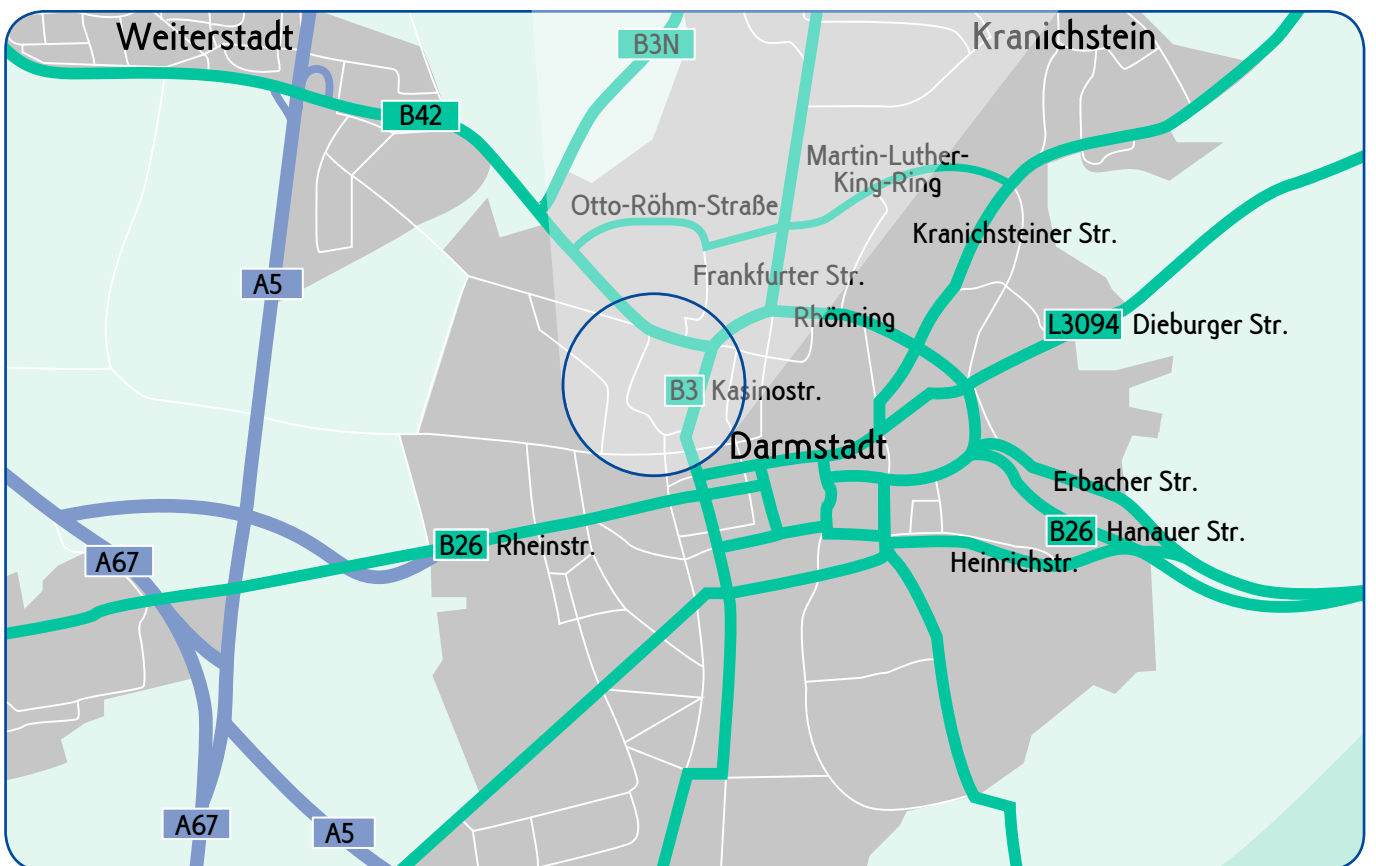 Weiterstadt
B3N
Kranichstein
B42
Martin-Luther-
King-Ring
Otto-Röhm-Straße
Kranichsteiner Str.
A5
Frankfurter Str.
Rhönring
L3094 Dieburger Str.
B3 Kasinostr.
Darmstadt
Erbacher Str.
B26 Hanauer Str.
B26 Rheinstr.
A67
Heinrichstr.
A67
A5